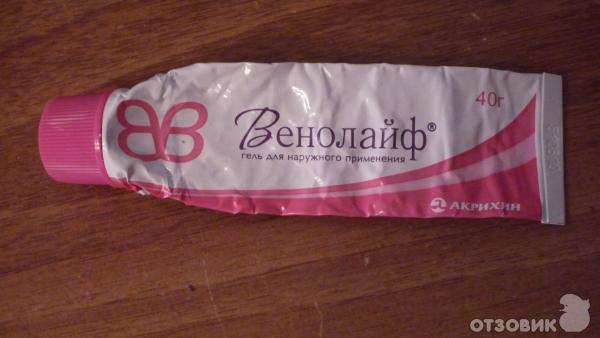 Венолайф®
гель для наружного применения
40г
АКРИХИН
ОТЗОВИК